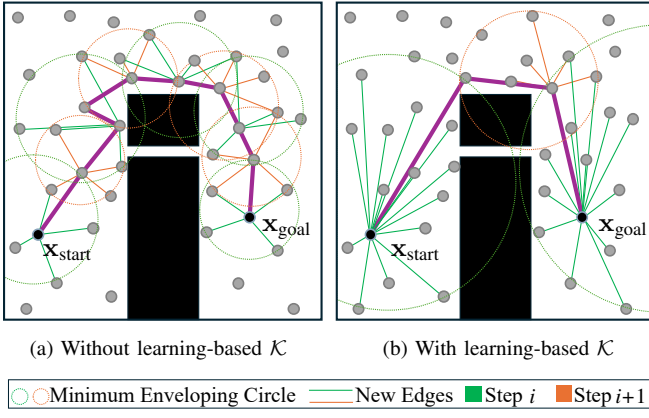 x_start
x_goal
x_start
x_goal
(a) Without learning-based 𝒦
(b) With learning-based 𝒦
Minimum Enveloping Circle New Edges Step i Step i+1